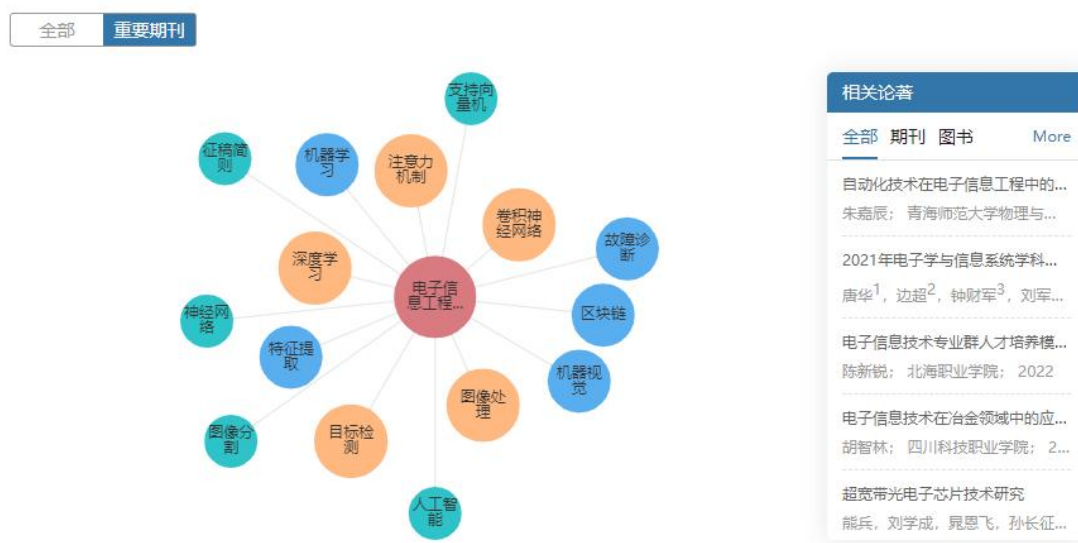 全部 重要期刊
支持向
量机
征稿简
则
机器学
习
注意力
机制
卷积神
经网络
故障诊
断
深度学
习
电子信
息工程...
神经网
络
区块链
特征提
取
机器视
觉
图像处
理
图像分
割
目标检
测
人工智
能
相关论著
全部 期刊 图书 More
自动化技术在电子信息工程中的...
朱嘉辰； 青海师范大学物理与...
2021年电子学与信息系统学科...
唐华1，边超2，钟财军3，刘军...
电子信息技术专业群人才培养模...
陈新锐； 北海职业学院； 2022
电子信息技术在冶金领域中的应...
胡智林； 四川科技职业学院； 2...
超宽带光电子芯片技术研究
熊兵，刘学成，晁恩飞，孙长征...